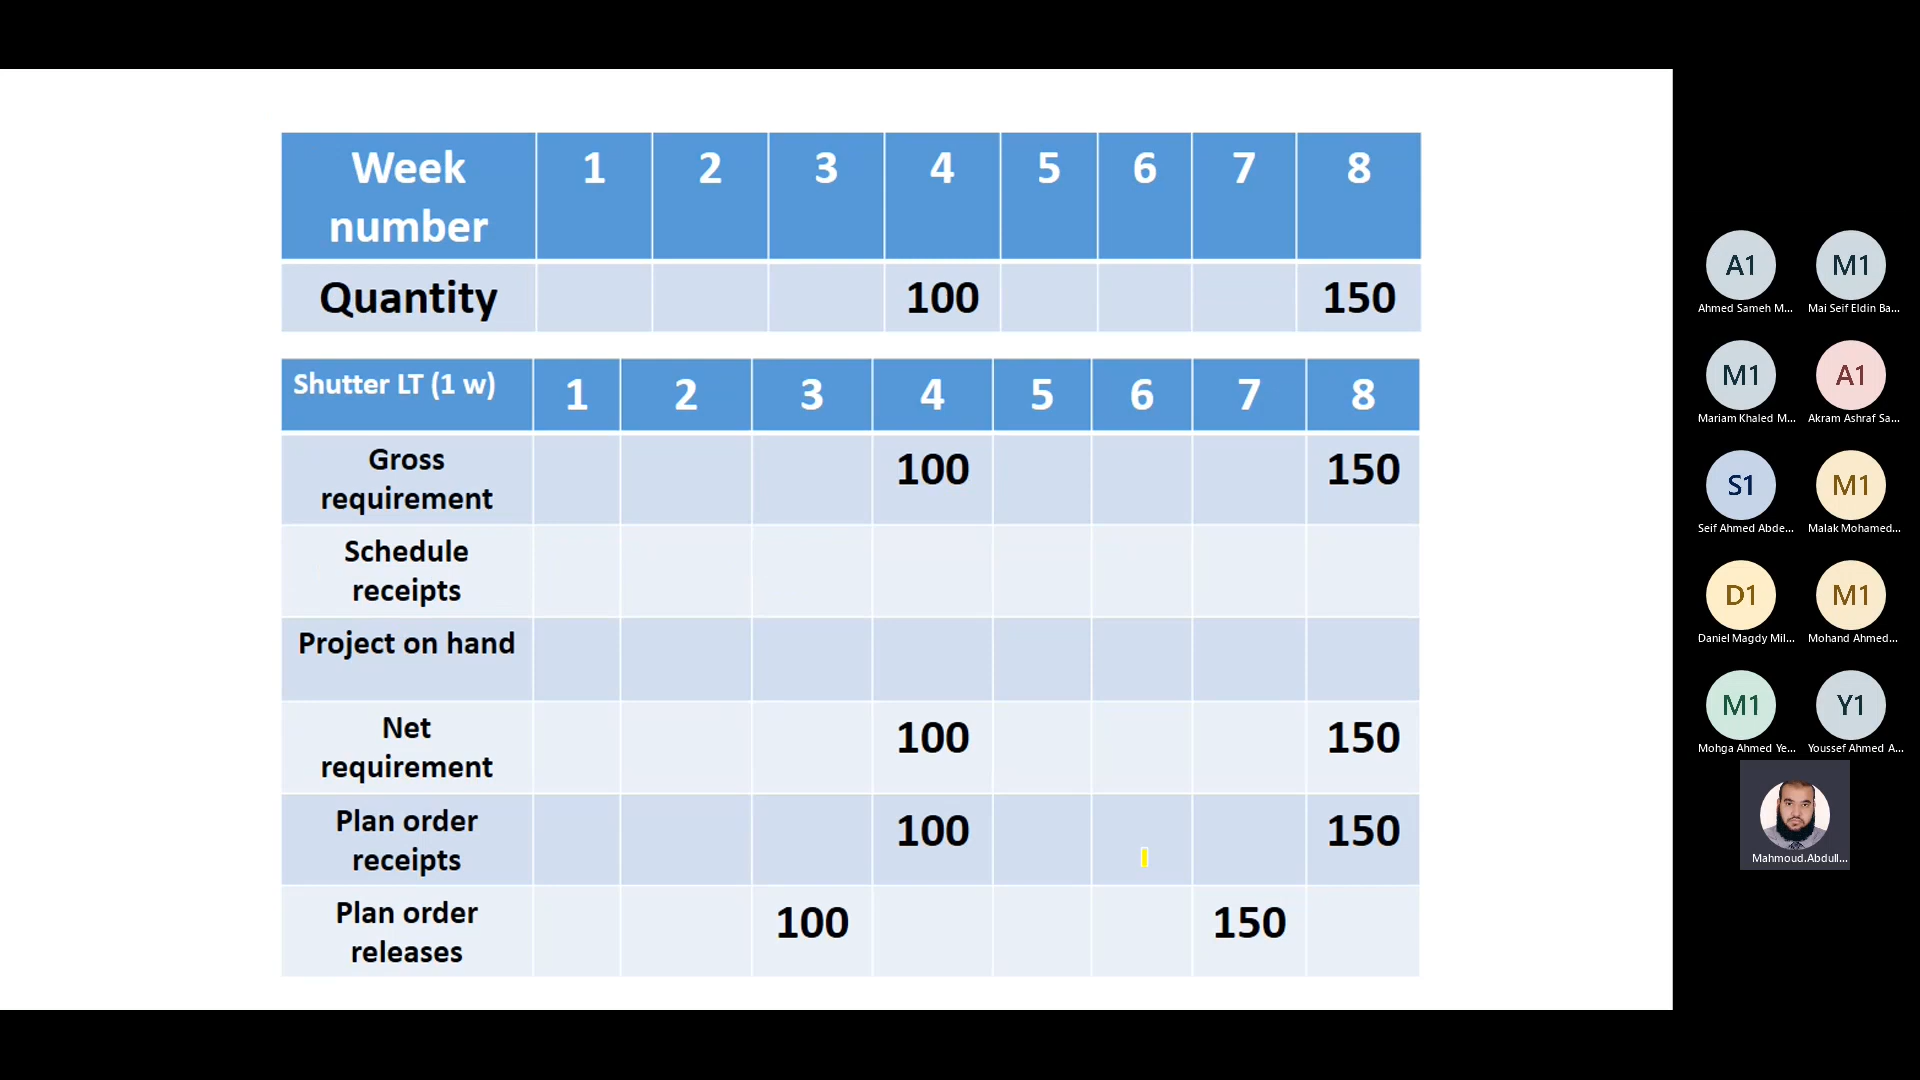 Week number 1 2 3 4 5 6 7 8
Quantity 100 150
Shutter LT (1 w) 1 2 3 4 5 6 7 8
Gross requirement 100 150
Schedule receipts
Project on hand
Net requirement 100 150
Plan order receipts 100 150
Plan order releases 100 150
A1 M1
Ahmed Sameh M... Mai Seif Eldin Ba...
M1 A1
Mariam Khaled M... Akram Ashraf Sa...
S1 M1
Seif Ahmed Abde... Malak Mohamed...
D1 M1
Daniel Magdy Mil... Mohand Ahmed...
M1 Y1
Mohga Ahmed Ye... Youssef Ahmed A...
Mahmoud.Abdull...